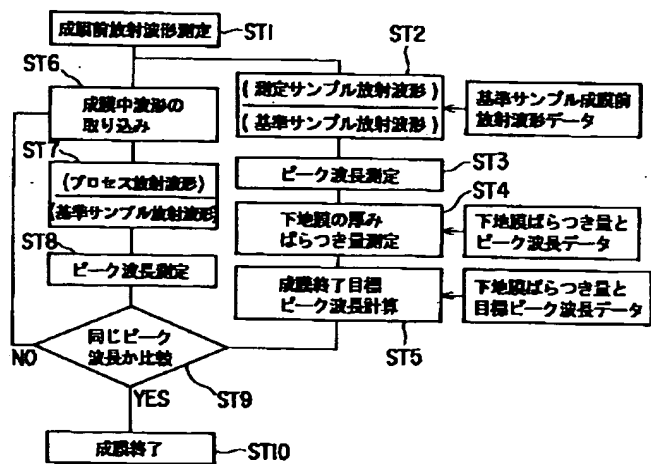 成膜前放射波形測定
ST1
ST2
(測定サンプル放射波形)
(基準サンプル放射波形)
基準サンプル成膜前
放射波形データ
ST3
ピーク波長測定
ST4
下地膜の厚み
ばらつき量測定
下地膜ばらつき量と
ピーク波長データ
成膜終了目標
ピーク波長計算
下地膜ばらつき量と
目標ピーク波長データ
ST5
ST6
成膜中波形の
取り込み
ST7
(プロセス放射波形)
(基準サンプル放射波形)
ST8
ピーク波長測定
同じピーク
波長か比較
NO
ST9
YES
成膜終了
ST10